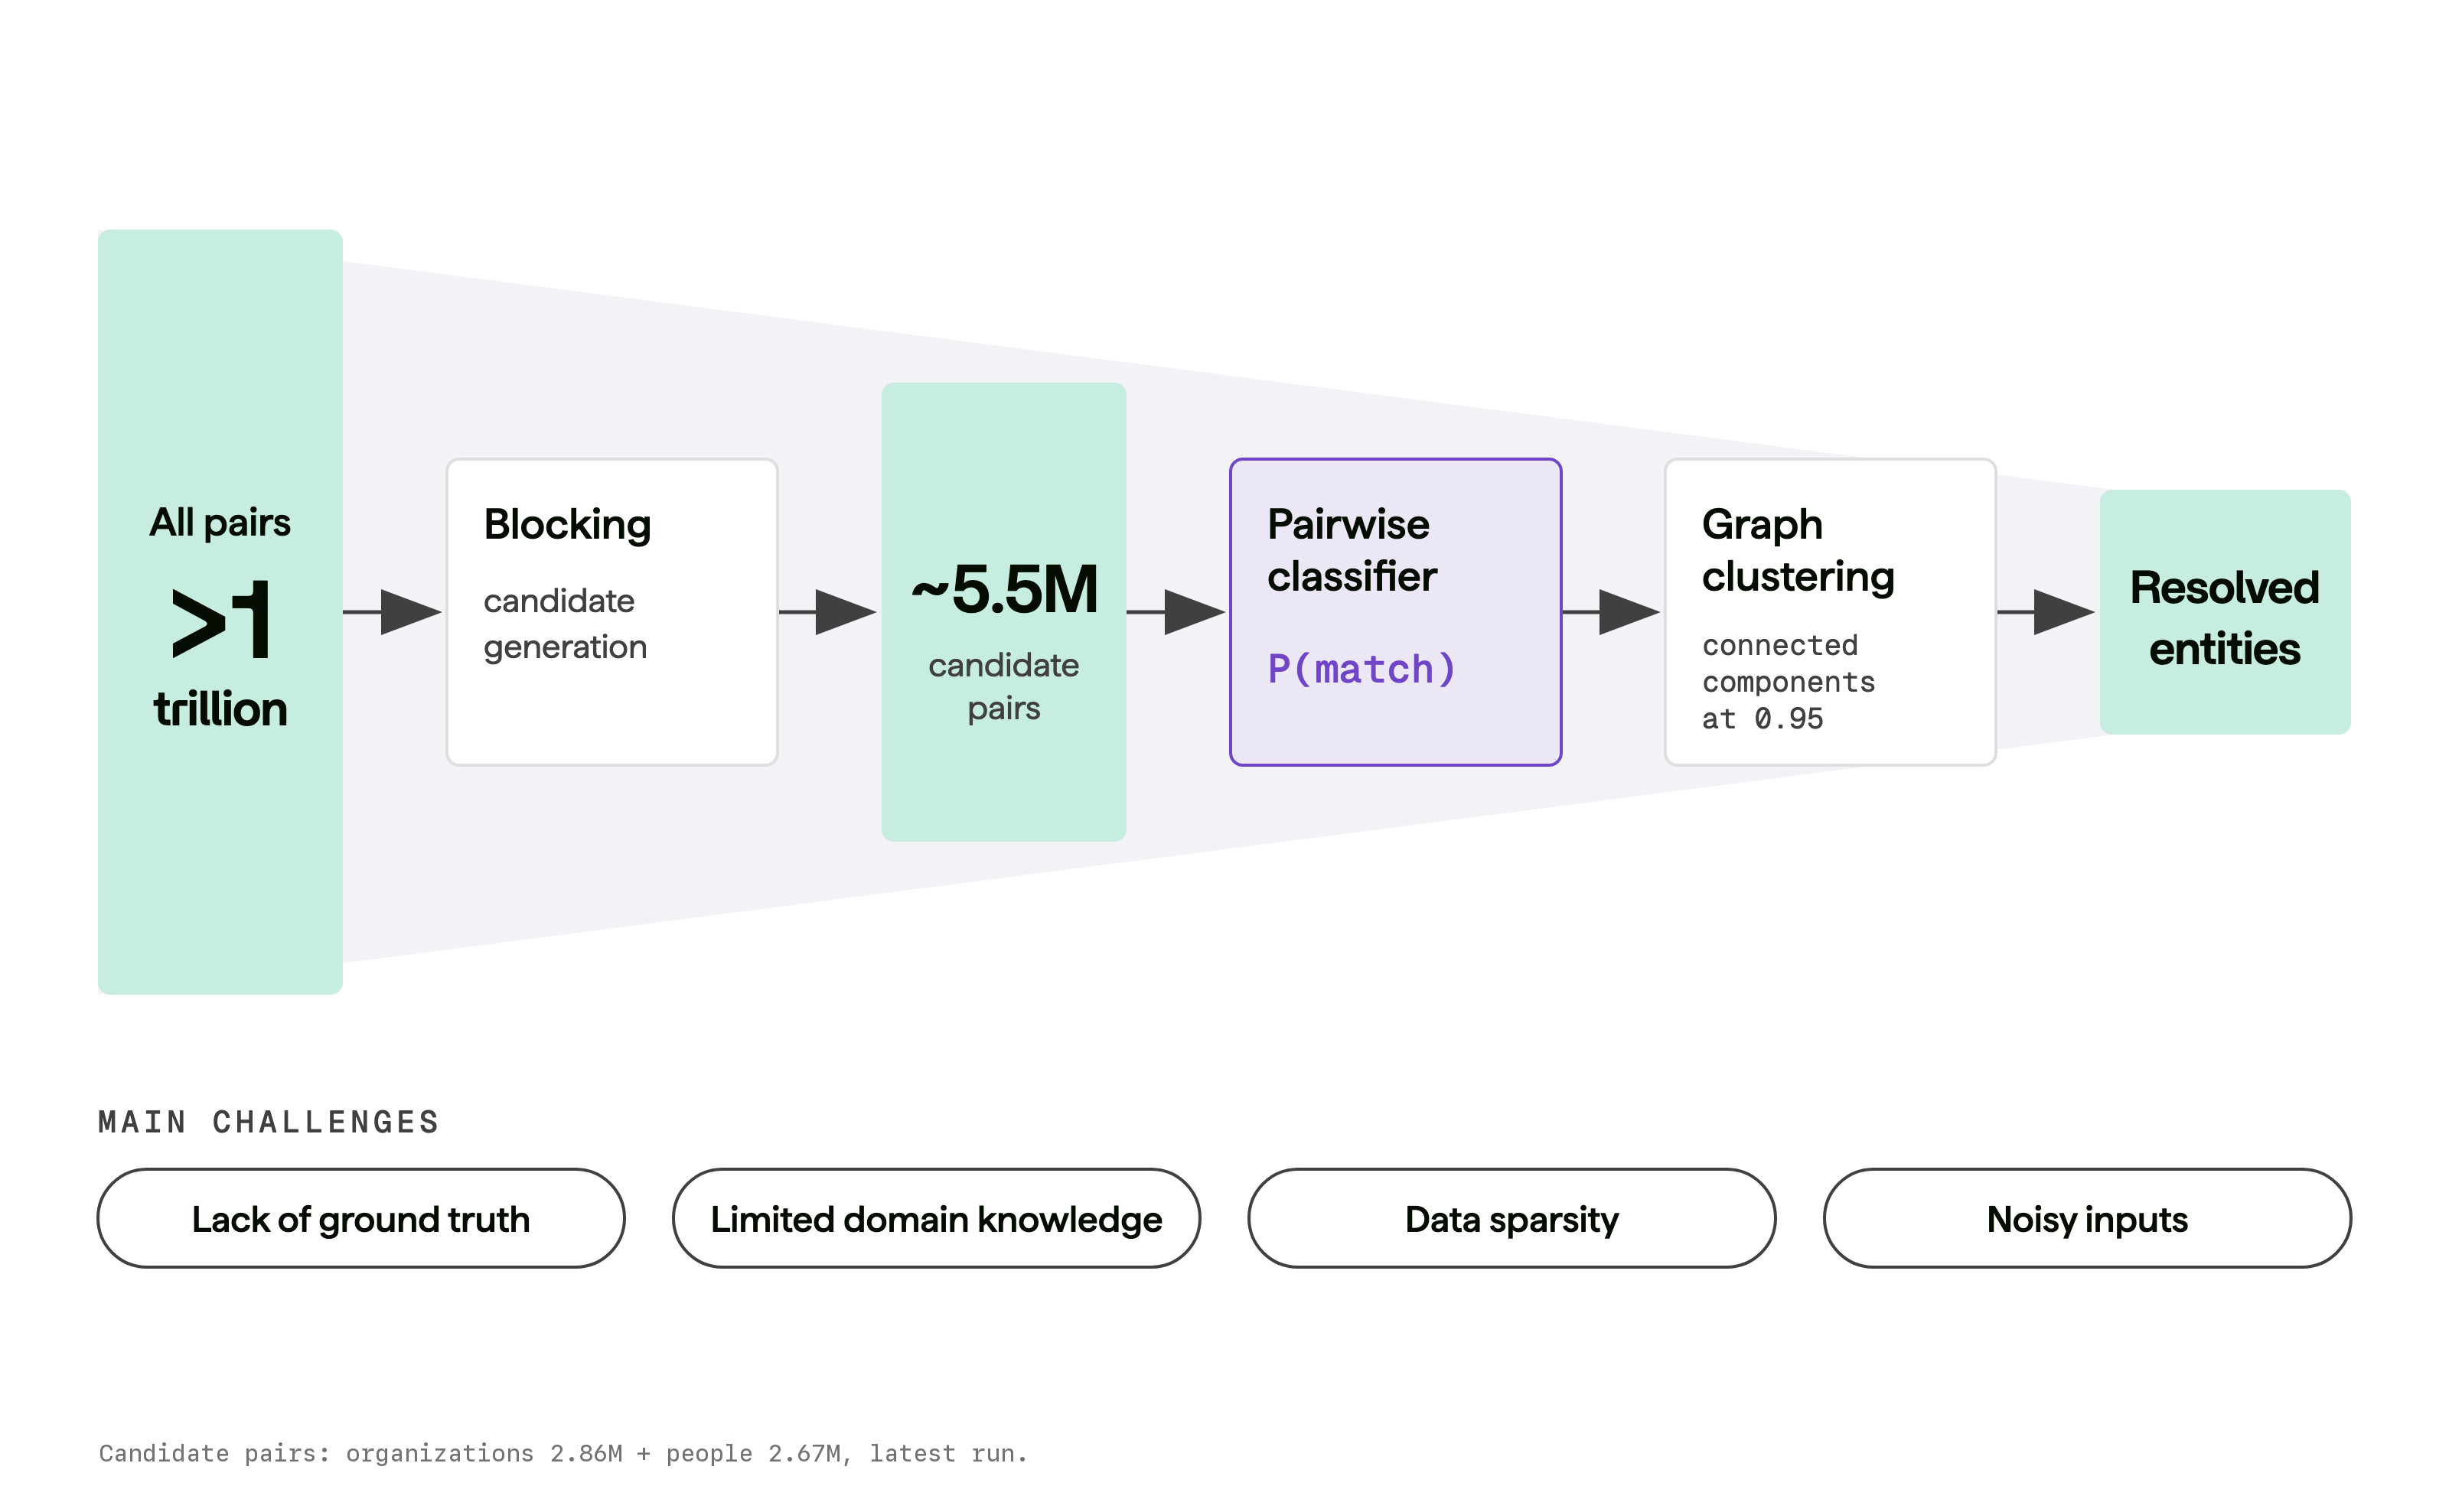 All pairs
>1
trillion
Blocking
candidate
generation
~5.5M
candidate
pairs
Pairwise
classifier
P(match)
Graph
clustering
connected
components
at 0.95
Resolved
entities
MAIN CHALLENGES
Lack of ground truth
Limited domain knowledge
Data sparsity
Noisy inputs
Candidate pairs: organizations 2.86M + people 2.67M, latest run.